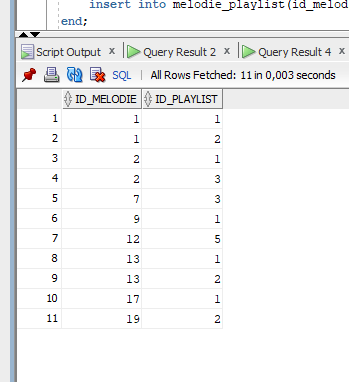 insert into melodie_playlist(id_melod
end;
Script Output × Query Result 2 × Query Result 4 ×
SQL | All Rows Fetched: 11 in 0,003 seconds
ID_MELODIE ID_PLAYLIST
1 1 1
2 1 2
3 2 1
4 2 3
5 7 3
6 9 1
7 12 5
8 13 1
9 13 2
10 17 1
11 19 2